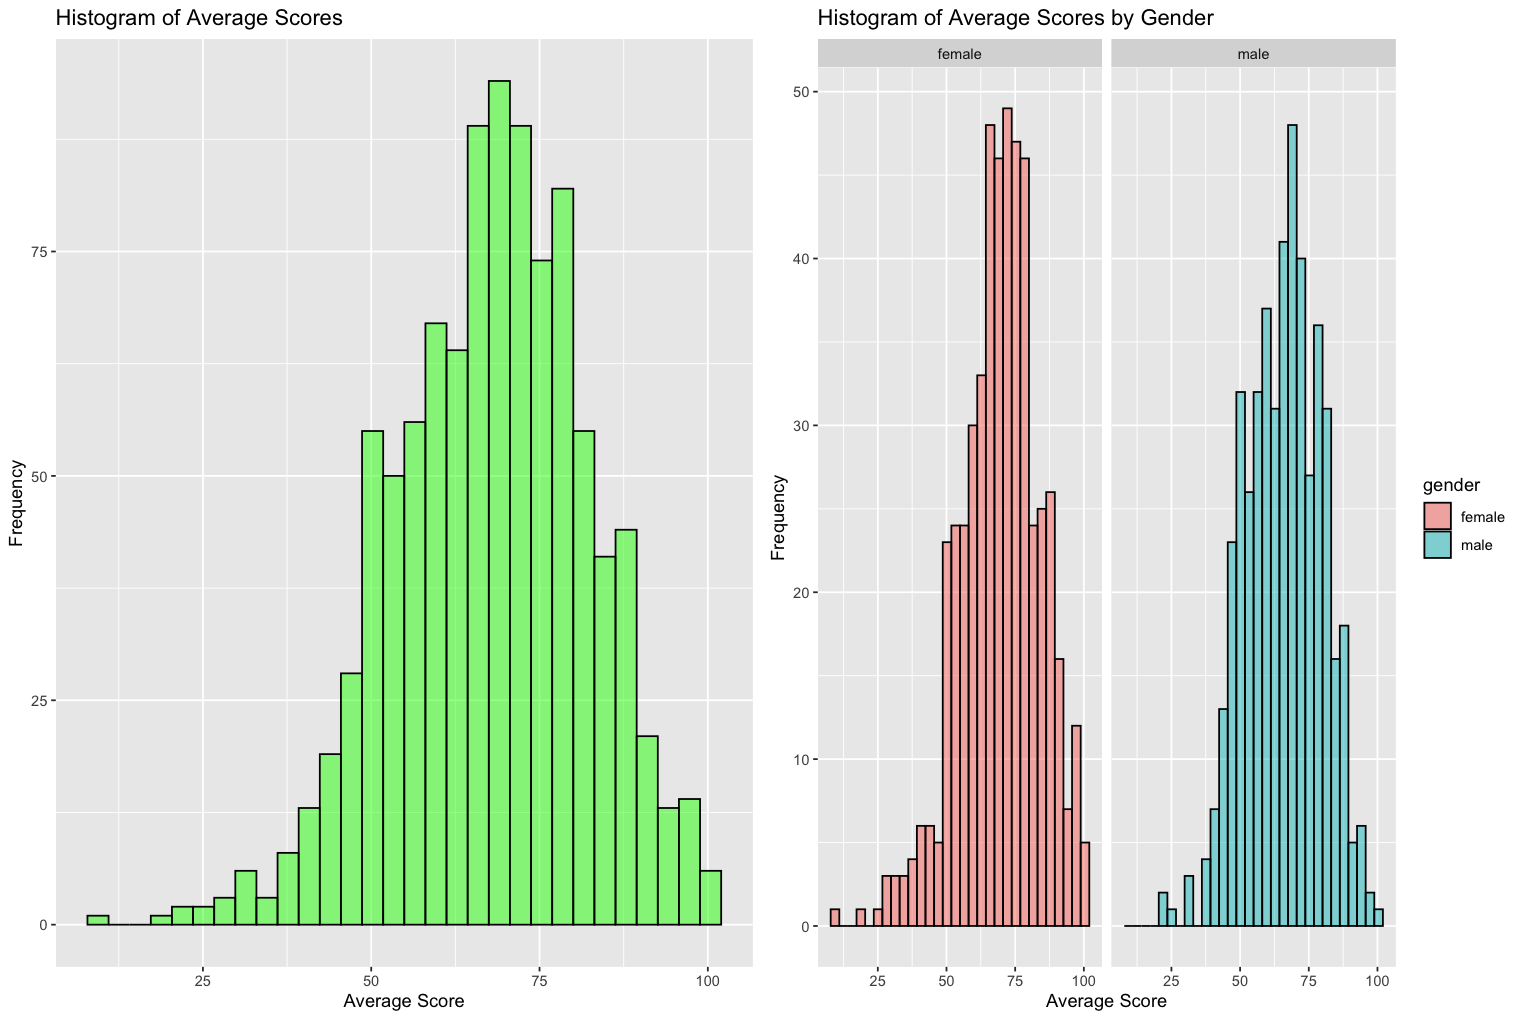 Histogram of Average Scores
Frequency
75
50
25
0
25 50 75 100
Average Score
Histogram of Average Scores by Gender
female male
Frequency
50
40
30
20
10
0
25 50 75 100 25 50 75 100
Average Score
gender
female
male